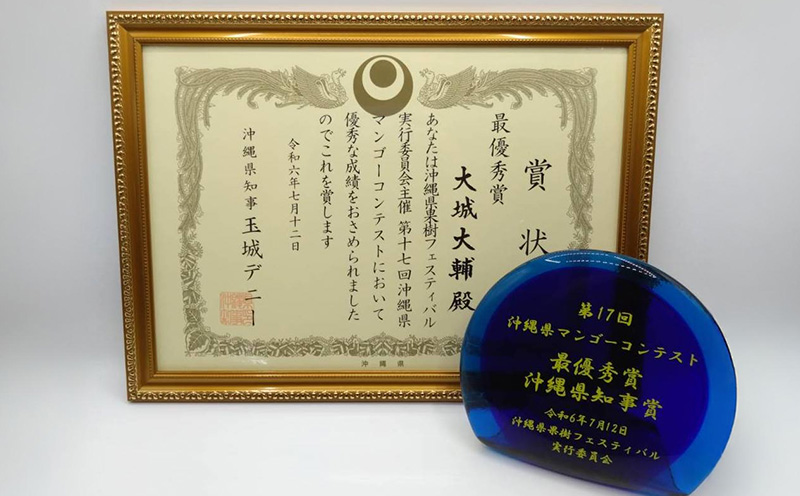 賞状
最優秀賞
大城大輔殿
あなたは沖縄県果樹フェスティバル
実行委員会主催 第十七回沖縄県
マンゴーコンテストにおいて
優秀な成績をおさめられました
のでこれを賞します
令和六年七月十二日
沖縄県知事 玉城デニー
沖縄県
第17回
沖縄県マンゴーコンテスト
最優秀賞
沖縄県知事賞
令和6年7月12日
沖縄県果樹フェスティバル
実行委員会